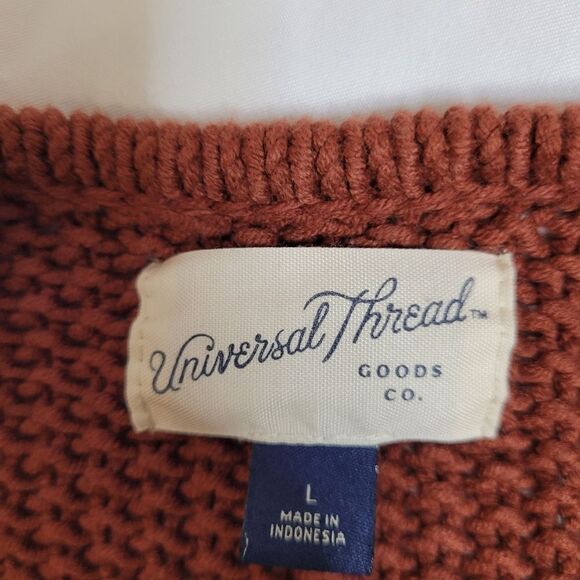 Universal Thread™
GOODS
CO.
L
MADE IN
INDONESIA